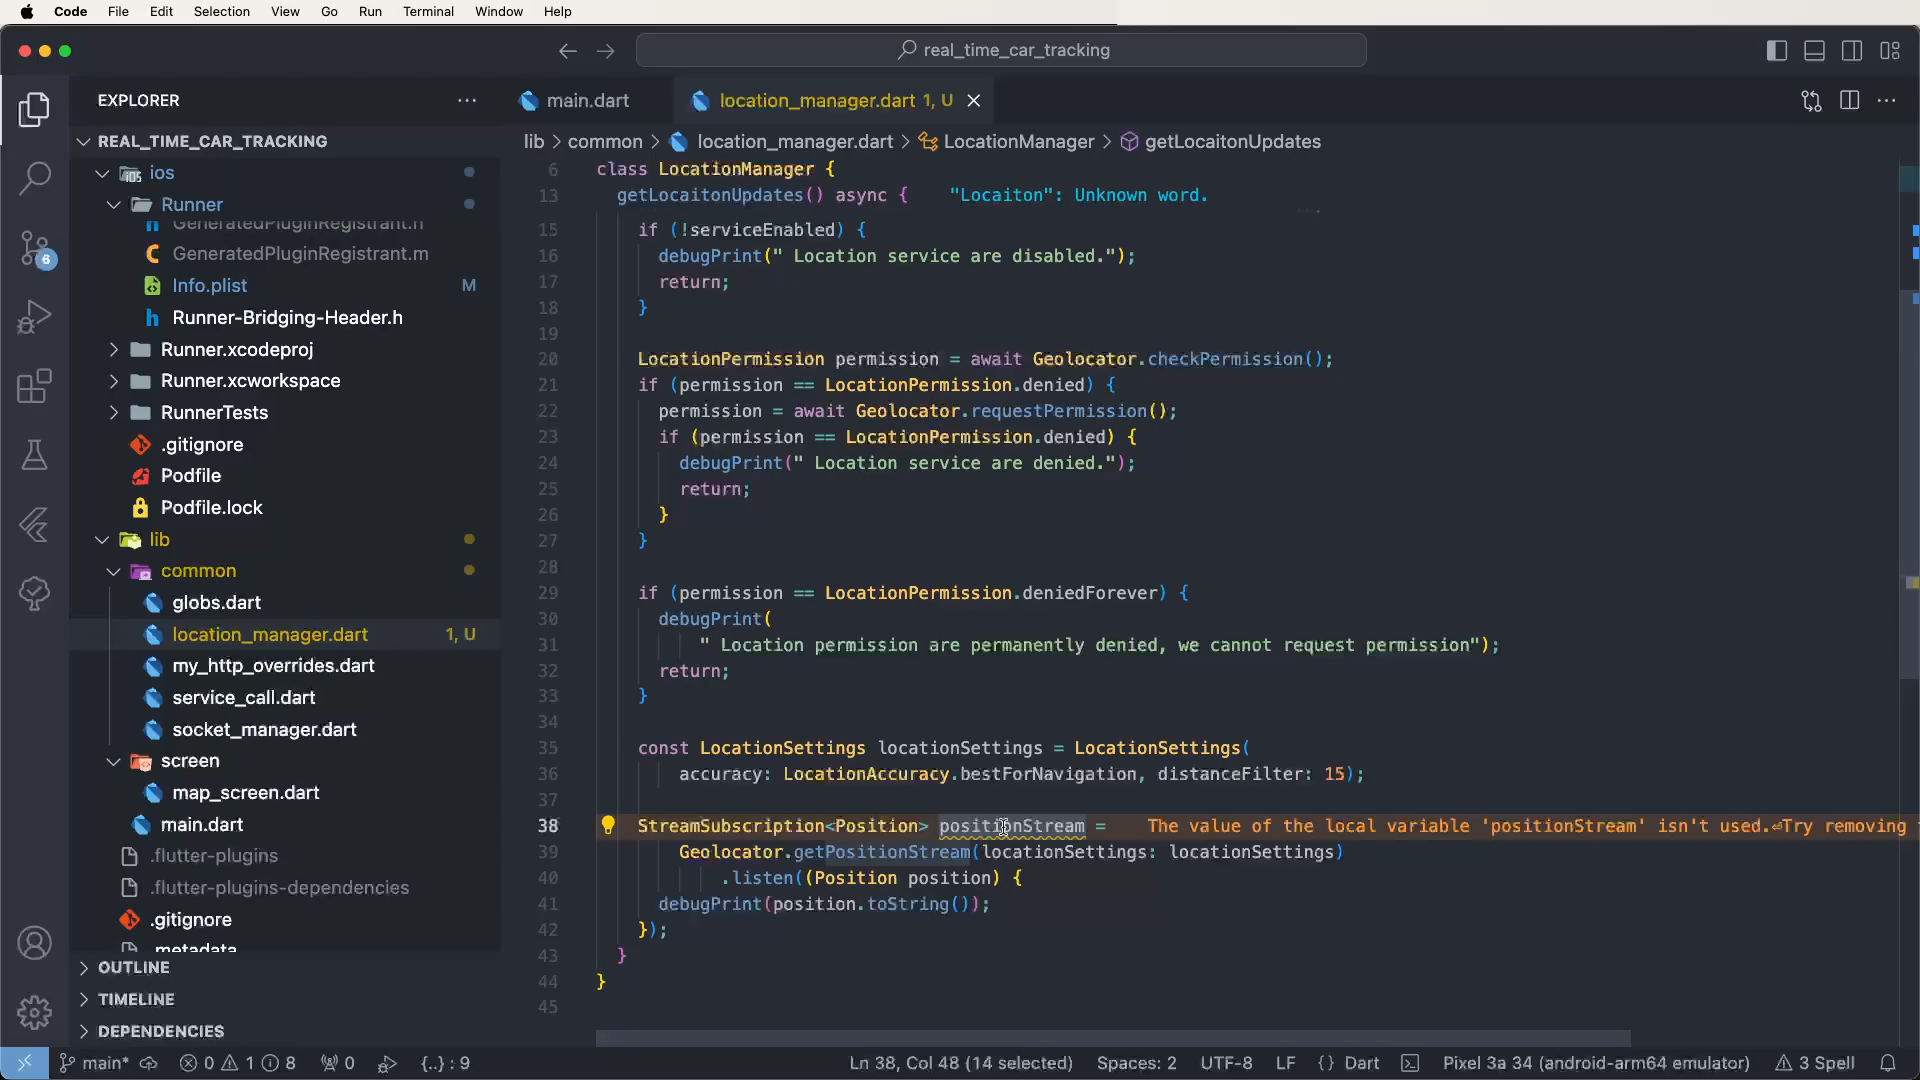 Code File Edit Selection View Go Run Terminal Window Help
real_time_car_tracking
EXPLORER
main.dart
location_manager.dart 1, U
REAL_TIME_CAR_TRACKING
lib > common > location_manager.dart > LocationManager > getLocaitonUpdates
ios
Runner
GeneratedPluginRegistrant.h
GeneratedPluginRegistrant.m
Info.plist M
Runner-Bridging-Header.h
Runner.xcodeproj
Runner.xcworkspace
RunnerTests
.gitignore
Podfile
Podfile.lock
lib
common
globs.dart
location_manager.dart 1, U
my_http_overrides.dart
service_call.dart
socket_manager.dart
screen
map_screen.dart
main.dart
.flutter-plugins
.flutter-plugins-dependencies
.gitignore
.metadata
OUTLINE
TIMELINE
DEPENDENCIES
6
6 class LocationManager {
13 getLocaitonUpdates() async { "Locaiton": Unknown word.
15 if (!serviceEnabled) {
16 debugPrint(" Location service are disabled.");
17 return;
18 }
19
20 LocationPermission permission = await Geolocator.checkPermission();
21 if (permission == LocationPermission.denied) {
22 permission = await Geolocator.requestPermission();
23 if (permission == LocationPermission.denied) {
24 debugPrint(" Location service are denied.");
25 return;
26 }
27 }
28
29 if (permission == LocationPermission.deniedForever) {
30 debugPrint(
31 " Location permission are permanently denied, we cannot request permission");
32 return;
33 }
34
35 const LocationSettings locationSettings = LocationSettings(
36 accuracy: LocationAccuracy.bestForNavigation, distanceFilter: 15);
37
38 StreamSubscription<Position> positionStream = The value of the local variable 'positionStream' isn't used.⏎Try removing
39 Geolocator.getPositionStream(locationSettings: locationSettings)
40 .listen((Position position) {
41 debugPrint(position.toString());
42 });
43 }
44 }
45
main* 0 1 8 0 {..} : 9 Ln 38, Col 48 (14 selected) Spaces: 2 UTF-8 LF {} Dart Pixel 3a 34 (android-arm64 emulator) 3 Spell